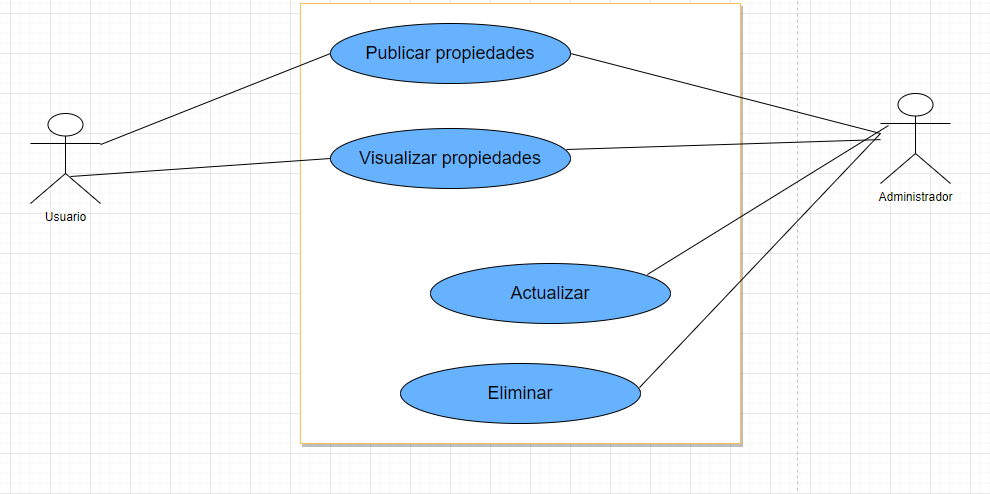 Publicar propiedades
Visualizar propiedades
Usuario
Administrador
Actualizar
Eliminar